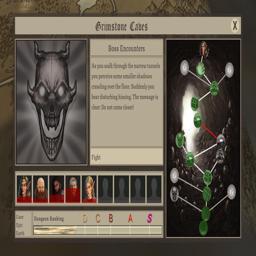 Grimstone Caves
X
Boss Encounters
As you walk through the narrow tunnels
you perceive some smaller shadows
crawling over the floor. Suddenly you
hear disturbing hissing. The message is
clear: Do not come closer!
Fight
Dungeon Ranking
D C B A S